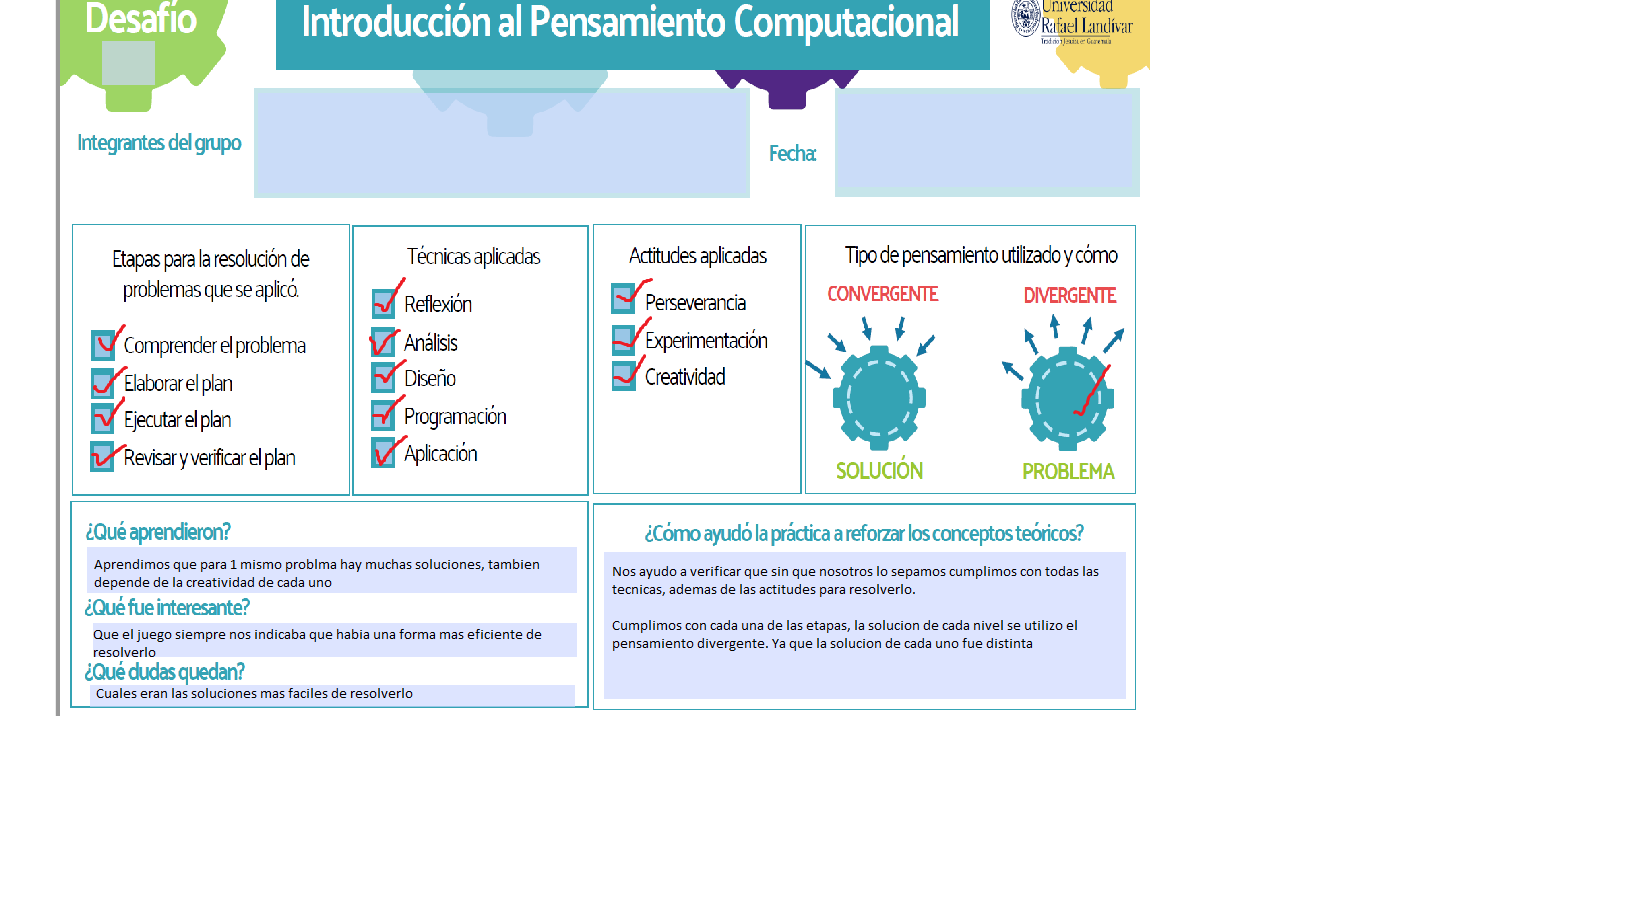 Desafío
Introducción al Pensamiento Computacional
Universidad
Rafael Landívar
Tradición Jesuita en Guatemala
Integrantes del grupo
Fecha:
Etapas para la resolución de
problemas que se aplicó.
Comprender el problema
Elaborar el plan
Ejecutar el plan
Revisar y verificar el plan
Técnicas aplicadas
Reflexión
Análisis
Diseño
Programación
Aplicación
Actitudes aplicadas
Perseverancia
Experimentación
Creatividad
Tipo de pensamiento utilizado y cómo
CONVERGENTE
DIVERGENTE
SOLUCIÓN
PROBLEMA
¿Qué aprendieron?
Aprendimos que para 1 mismo problma hay muchas soluciones, tambien
depende de la creatividad de cada uno
¿Qué fue interesante?
Que el juego siempre nos indicaba que habia una forma mas eficiente de
resolverlo
¿Qué dudas quedan?
Cuales eran las soluciones mas faciles de resolverlo
¿Cómo ayudó la práctica a reforzar los conceptos teóricos?
Nos ayudo a verificar que sin que nosotros lo sepamos cumplimos con todas las
tecnicas, ademas de las actitudes para resolverlo.
Cumplimos con cada una de las etapas, la solucion de cada nivel se utilizo el
pensamiento divergente. Ya que la solucion de cada uno fue distinta